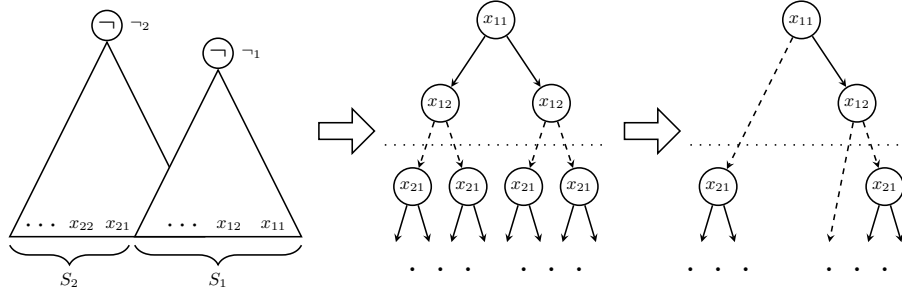 ¬ ¬₂
¬ ¬₁
· · · x₂₂ x₂₁ · · · x₁₂ x₁₁
S₂ S₁
x₁₁
x₁₂ x₁₂
x₂₁ x₂₁ x₂₁ x₂₁
· · · · · ·
x₁₁
x₁₂
x₂₁ x₂₁
· · · · · ·